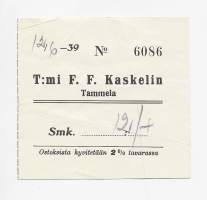 12/6 -39 No 6086
T:mi F. F. Kaskelin
Tammela
Smk. 12/-
Ostoksista hyvitetään 2 % tavarassa